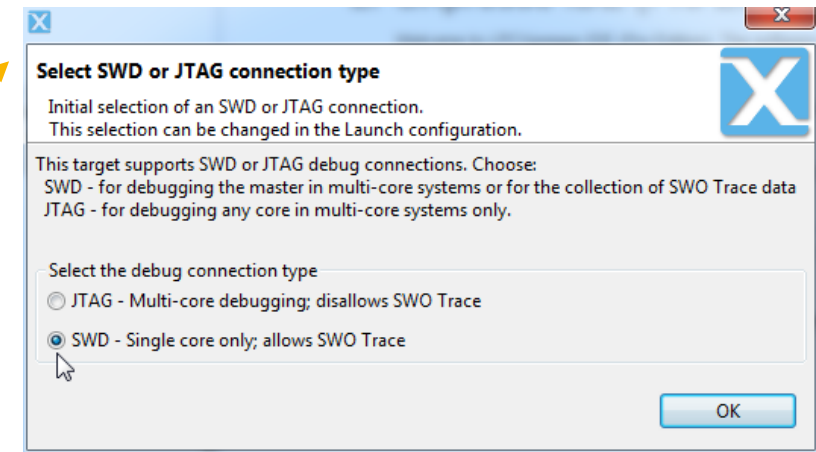 Select SWD or JTAG connection type
Initial selection of an SWD or JTAG connection.
This selection can be changed in the Launch configuration.
This target supports SWD or JTAG debug connections. Choose:
SWD - for debugging the master in multi-core systems or for the collection of SWO Trace data
JTAG - for debugging any core in multi-core systems only.
Select the debug connection type
JTAG - Multi-core debugging; disallows SWO Trace
SWD - Single core only; allows SWO Trace
OK